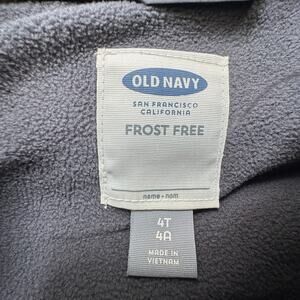 OLD NAVY
SAN FRANCISCO
CALIFORNIA
FROST FREE
name • nom
4T
4A
MADE IN
VIETNAM